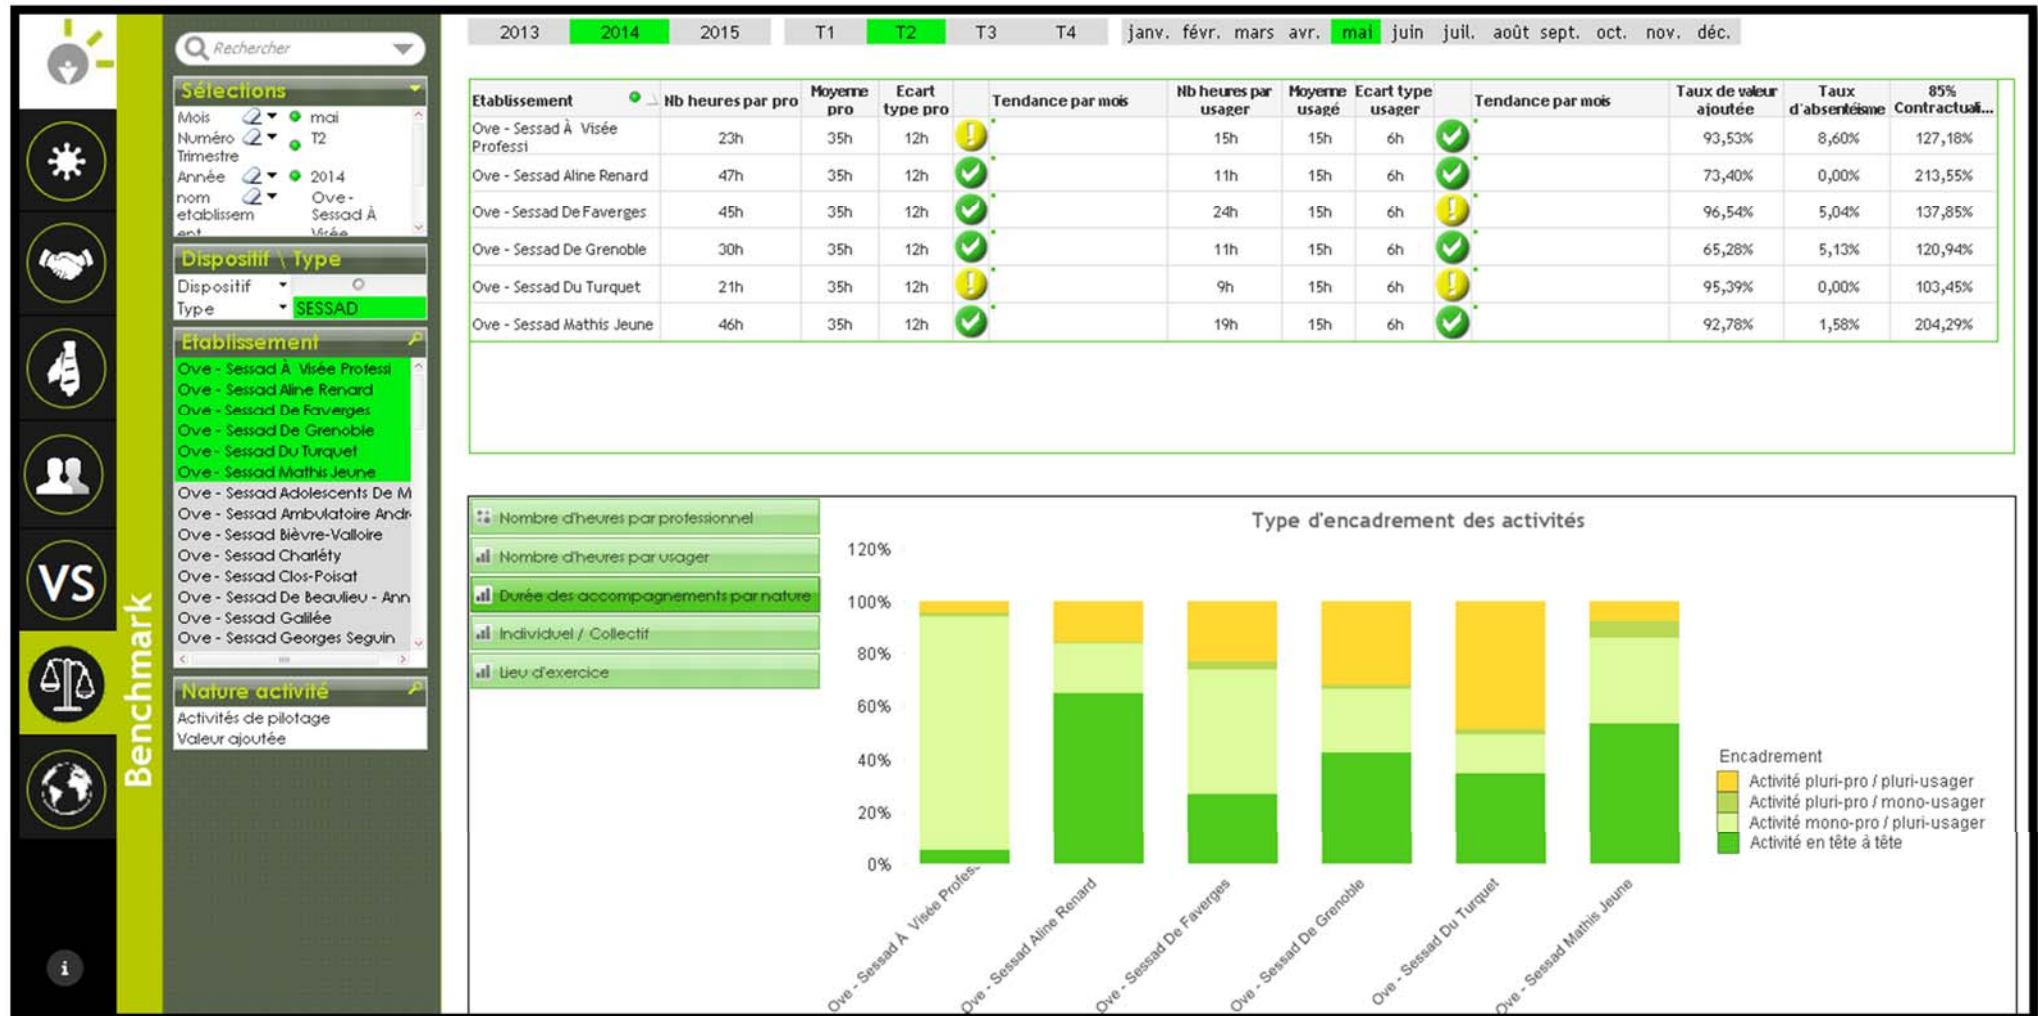 Rechercher
Sélections
Mois mai
Numéro T2
Trimestre
Année 2014
nom Ove -
etablissem Sessad À
ent Visée
Dispositif \ Type
Dispositif
Type SESSAD
Etablissement
Ove - Sessad À Visée Professi
Ove - Sessad Aline Renard
Ove - Sessad De Faverges
Ove - Sessad De Grenoble
Ove - Sessad Du Turquet
Ove - Sessad Mathis Jeune
Ove - Sessad Adolescents De M
Ove - Sessad Ambulatoire Andr
Ove - Sessad Bièvre-Valloire
Ove - Sessad Charléty
Ove - Sessad Clos-Poisat
Ove - Sessad De Beaulieu - Ann
Ove - Sessad Galilée
Ove - Sessad Georges Seguin
Nature activité
Activités de pilotage
Valeur ajoutée
VS
Benchmark
i
2013 2014 2015 T1 T2 T3 T4 janv. févr. mars avr. mai juin juil. août sept. oct. nov. déc.
Etablissement Nb heures par pro Moyenne pro Ecart type pro Tendance par mois Nb heures par usager Moyenne usagé Ecart type usager Tendance par mois Taux de valeur ajoutée Taux d'absentéisme 85% Contractuali...
Ove - Sessad À Visée Professi 23h 35h 12h 15h 15h 6h 93,53% 8,60% 127,18%
Ove - Sessad Aline Renard 47h 35h 12h 11h 15h 6h 73,40% 0,00% 213,55%
Ove - Sessad De Faverges 45h 35h 12h 24h 15h 6h 96,54% 5,04% 137,85%
Ove - Sessad De Grenoble 30h 35h 12h 11h 15h 6h 65,28% 5,13% 120,94%
Ove - Sessad Du Turquet 21h 35h 12h 9h 15h 6h 95,39% 0,00% 103,45%
Ove - Sessad Mathis Jeune 46h 35h 12h 19h 15h 6h 92,78% 1,58% 204,29%
Nombre d'heures par professionnel
Nombre d'heures par usager
Durée des accompagnements par nature
Individuel / Collectif
Lieu d'exercice
Type d'encadrement des activités
120%
100%
80%
60%
40%
20%
0%
Ove - Sessad À Visée Profes
Ove - Sessad Aline Renard
Ove - Sessad De Faverges
Ove - Sessad De Grenoble
Ove - Sessad Du Turquet
Ove - Sessad Mathis Jeune
Encadrement
Activité pluri-pro / pluri-usager
Activité pluri-pro / mono-usager
Activité mono-pro / pluri-usager
Activité en tête à tête